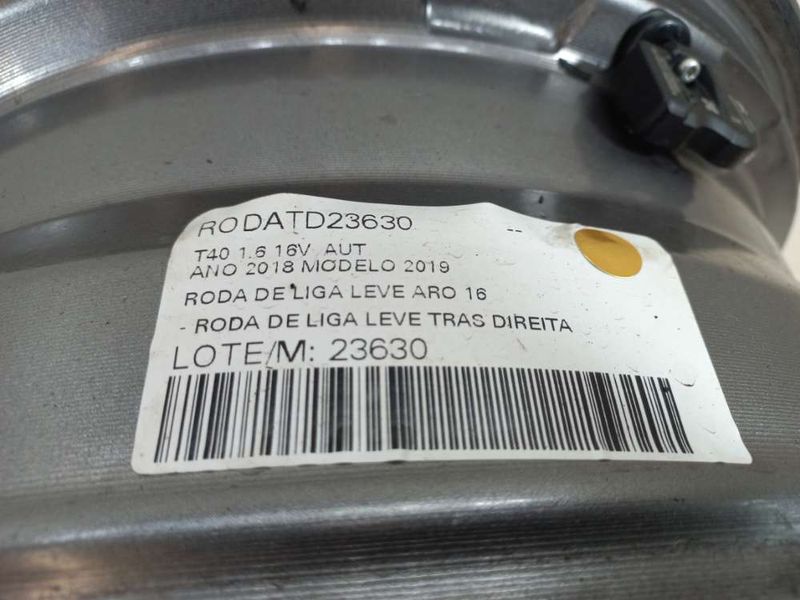 RODATD23630 --
T40 1.6 16V AUT
ANO 2018 MODELO 2019
RODA DE LIGA LEVE ARO 16
- RODA DE LIGA LEVE TRAS DIREITA
LOTE/M: 23630